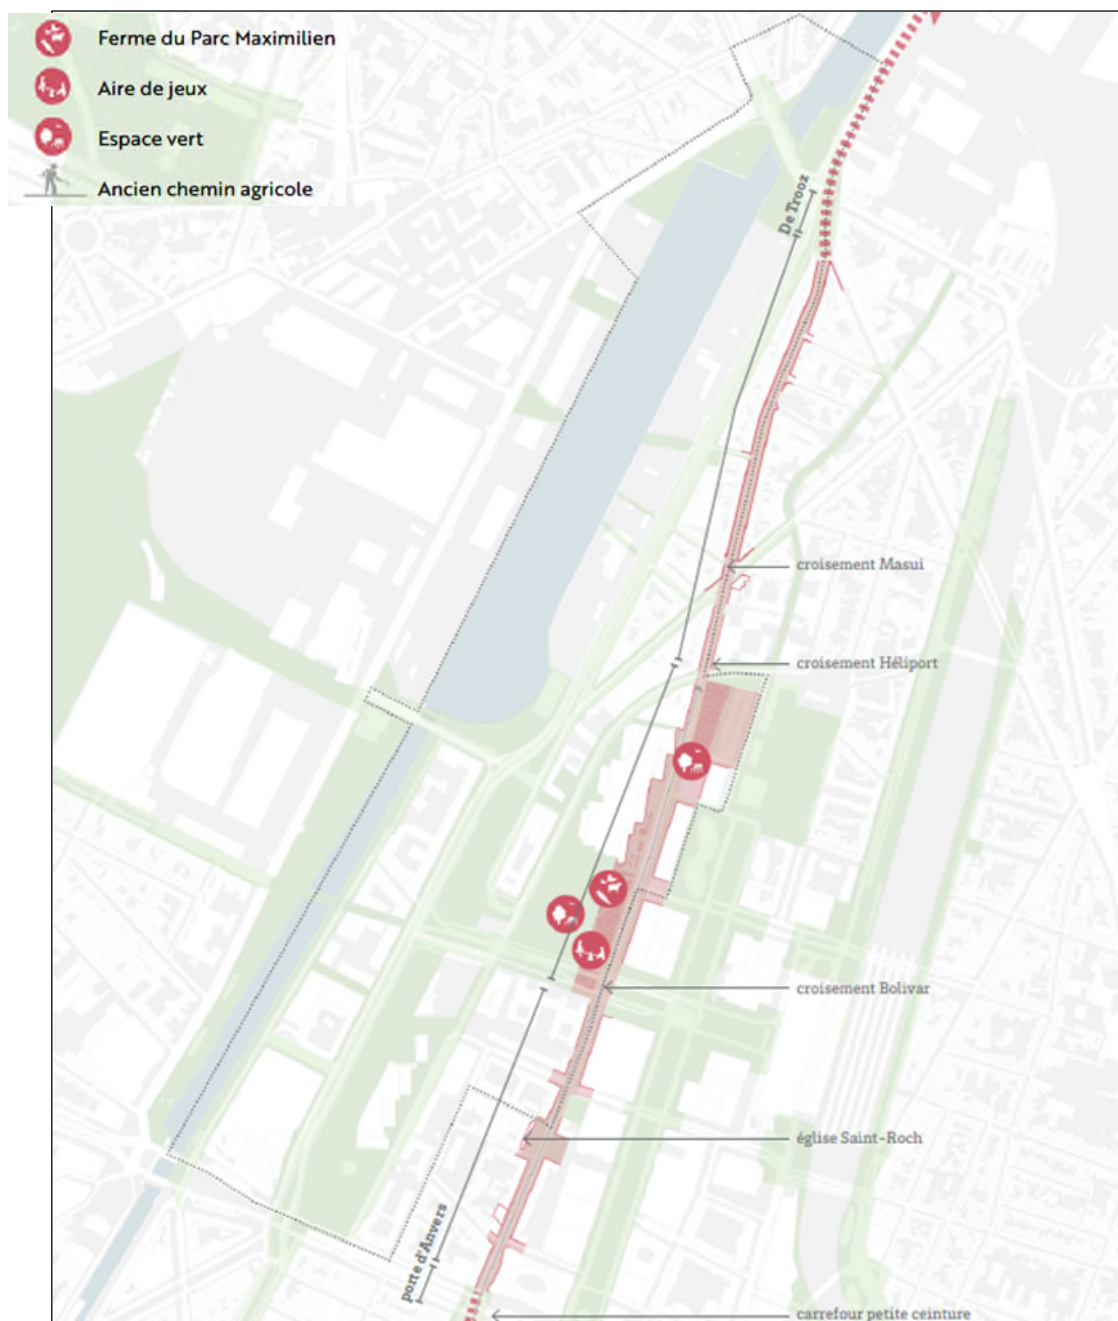 Ferme du Parc Maximilien
Aire de jeux
Espace vert
Ancien chemin agricole
De Trooz
croisement Masui
croisement Héliport
croisement Bolivar
église Saint-Roch
porte d'Anvers
carrefour petite ceinture